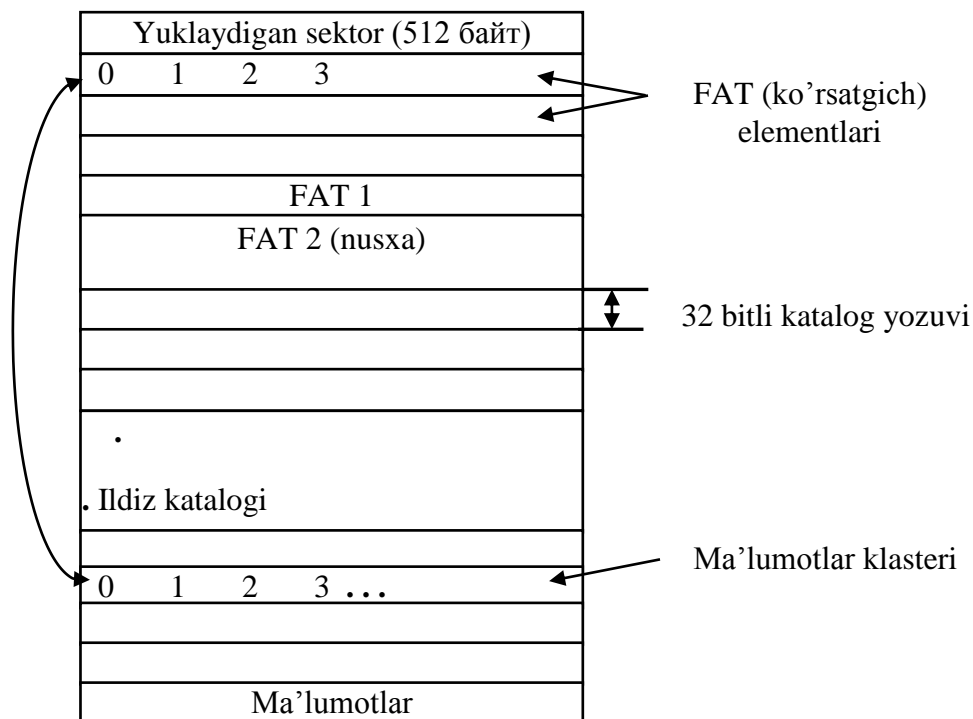 Yuklaydigan sektor (512 байт)
0 1 2 3
FAT (ko’rsatgich)
elementlari
FAT 1
FAT 2 (nusxa)
32 bitli katalog yozuvi
.
. Ildiz katalogi
Ma’lumotlar klasteri
0 1 2 3 ...
Ma’lumotlar